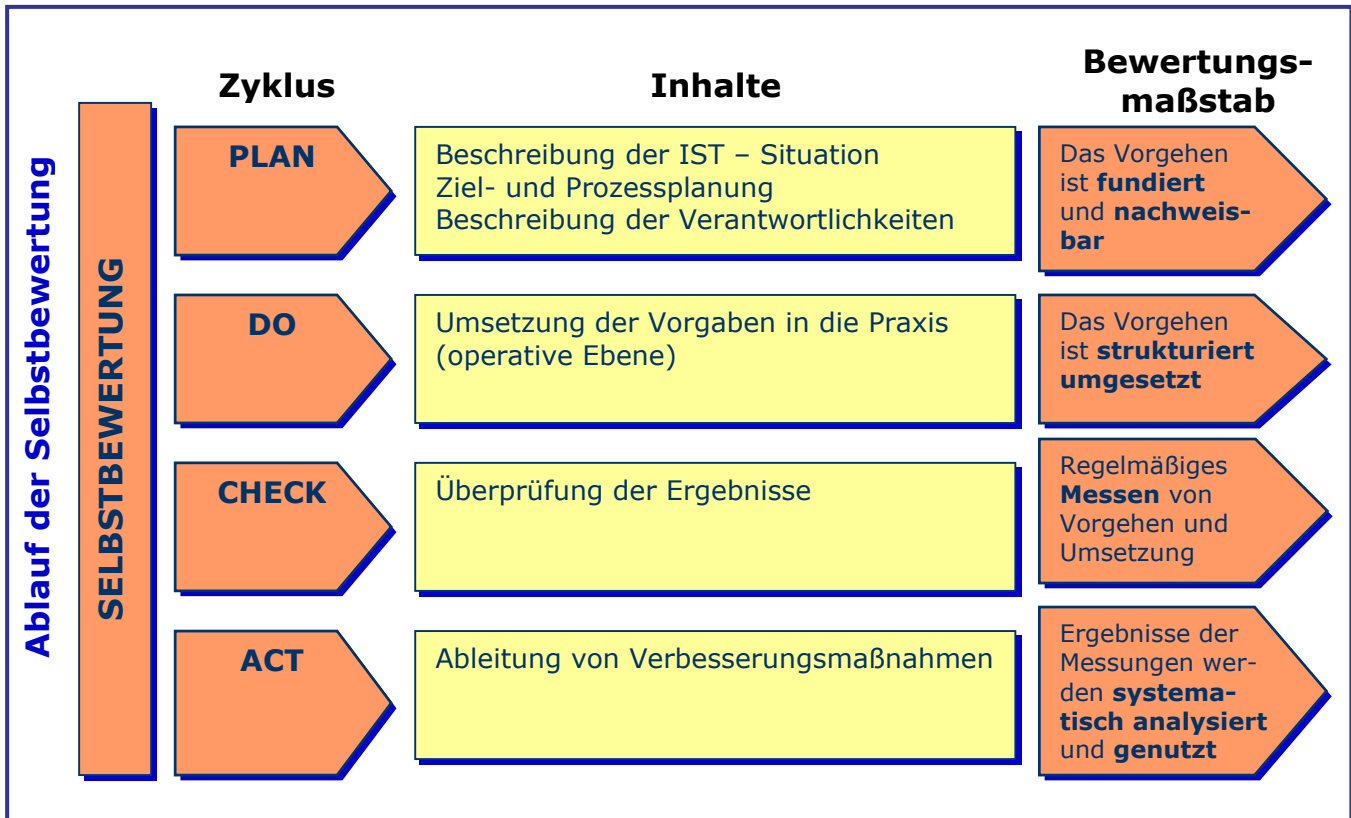 Ablauf der Selbstbewertung
SELBSTBEWERTUNG
Zyklus
Inhalte
Bewertungs-
maßstab
PLAN
Beschreibung der IST – Situation
Ziel- und Prozessplanung
Beschreibung der Verantwortlichkeiten
Das Vorgehen
ist fundiert
und nachweis-
bar
DO
Umsetzung der Vorgaben in die Praxis
(operative Ebene)
Das Vorgehen
ist strukturiert
umgesetzt
CHECK
Überprüfung der Ergebnisse
Regelmäßiges
Messen von
Vorgehen und
Umsetzung
ACT
Ableitung von Verbesserungsmaßnahmen
Ergebnisse der
Messungen wer-
den systema-
tisch analysiert
und genutzt